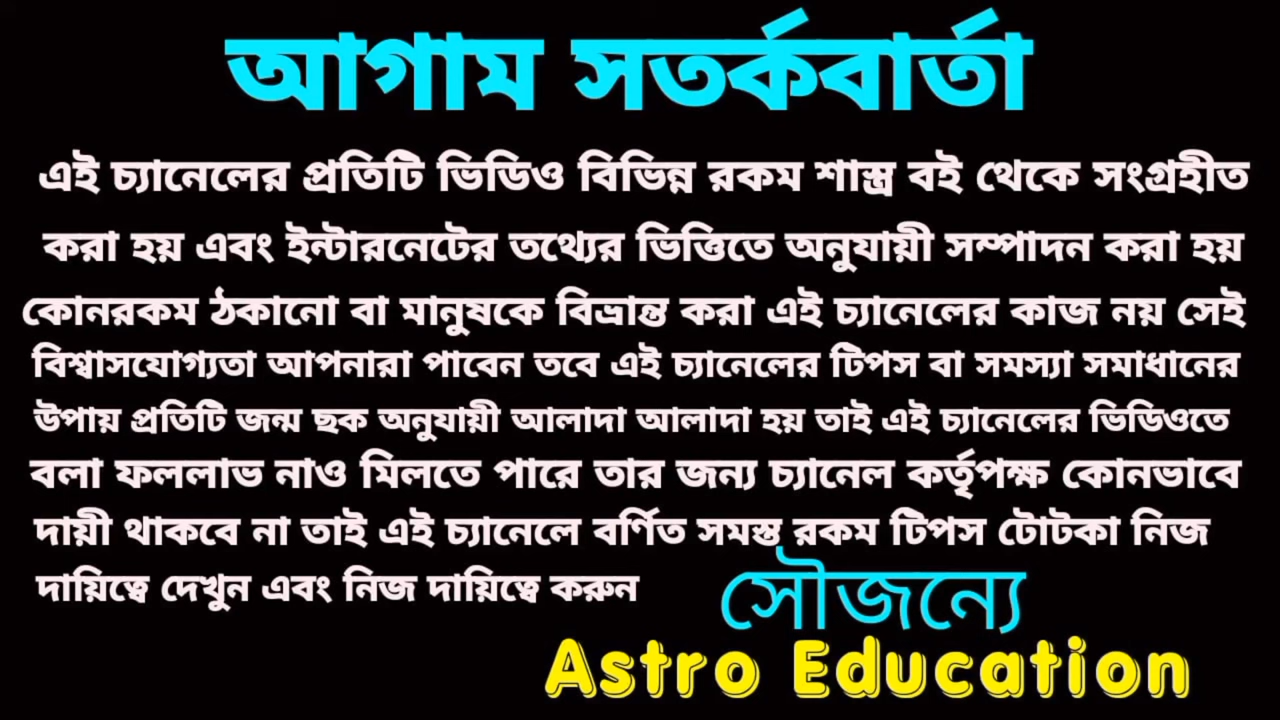 আগাম সতর্কবার্তা
এই চ্যানেলের প্রতিটি ভিডিও বিভিন্ন রকম শাস্ত্র বই থেকে সংগ্রহীত
করা হয় এবং ইন্টারনেটের তথ্যের ভিত্তিতে অনুযায়ী সম্পাদন করা হয়
কোনরকম ঠকানো বা মানুষকে বিভ্রান্ত করা এই চ্যানেলের কাজ নয় সেই
বিশ্বাসযোগ্যতা আপনারা পাবেন তবে এই চ্যানেলের টিপস বা সমস্যা সমাধানের
উপায় প্রতিটি জন্ম ছক অনুযায়ী আলাদা আলাদা হয় তাই এই চ্যানেলের ভিডিওতে
বলা ফললাভ নাও মিলতে পারে তার জন্য চ্যানেল কর্তৃপক্ষ কোনভাবে
দায়ী থাকবে না তাই এই চ্যানেলে বর্ণিত সমস্ত রকম টিপস টোটকা নিজ
দায়িত্বে দেখুন এবং নিজ দায়িত্বে করুন
সৌজন্যে
Astro Education